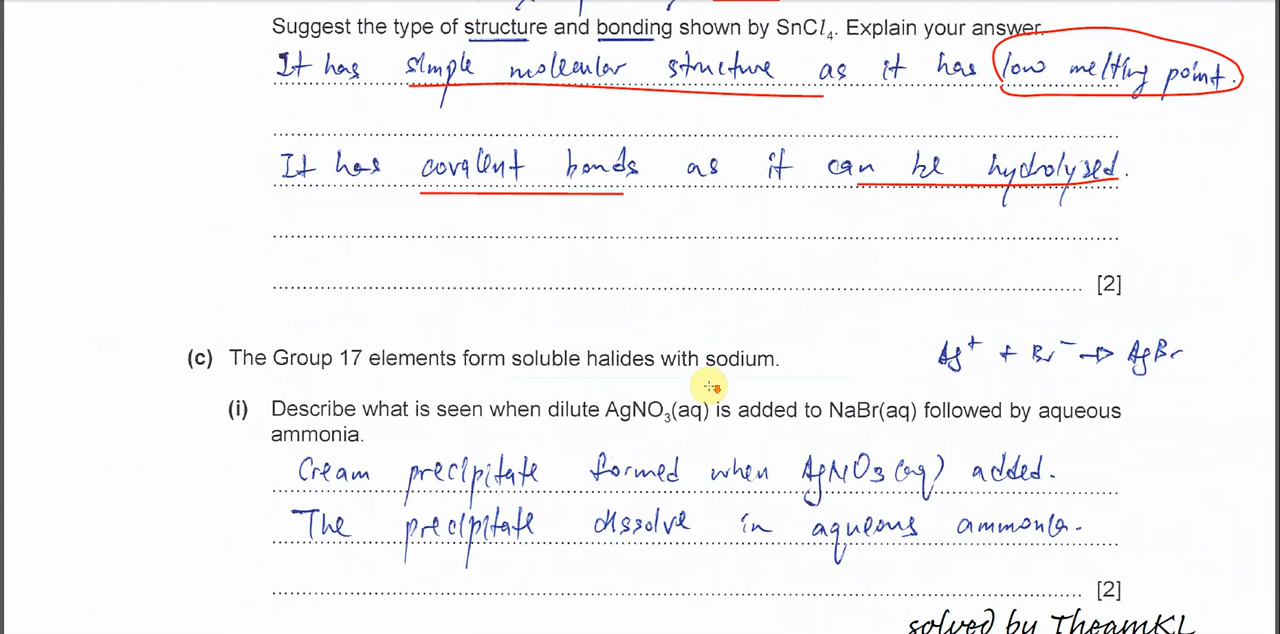 Suggest the type of structure and bonding shown by SnCl4. Explain your answer.
It has simple molecular structure as it has low melting point.
It has covalent bonds as it can be hydrolysed.
[2]
(c) The Group 17 elements form soluble halides with sodium.
Ag+ + Br- → AgBr
(i) Describe what is seen when dilute AgNO3(aq) is added to NaBr(aq) followed by aqueous
ammonia.
Cream precipitate formed when AgNO3(aq) added.
The precipitate dissolve in aqueous ammonia.
[2]
solved by TheamKL